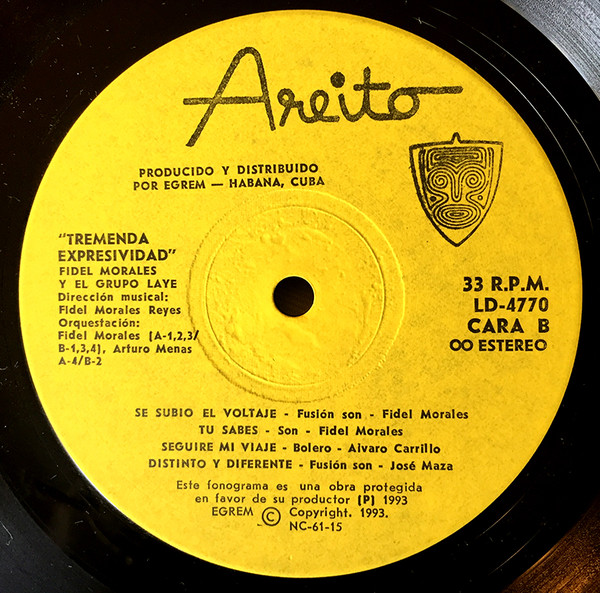 Areito
PRODUCIDO Y DISTRIBUIDO
POR EGREM — HABANA, CUBA
"TREMENDA
EXPRESIVIDAD"
FIDEL MORALES
Y EL GRUPO LAYE
Dirección musical:
Fidel Morales Reyes
Orquestación:
Fidel Morales (A-1,2,3/
B-1,3,4), Arturo Menas
A-4/B-2
33 R.P.M.
LD-4770
CARA B
OO ESTEREO
SE SUBIO EL VOLTAJE - Fusión son - Fidel Morales
TU SABES - Son - Fidel Morales
SEGUIRE MI VIAJE - Bolero - Alvaro Carrillo
DISTINTO Y DIFERENTE - Fusión son - José Maza
Este fonograma es una obra protegida
en favor de su productor (P) 1993
EGREM © Copyright. 1993.
NC-61-15